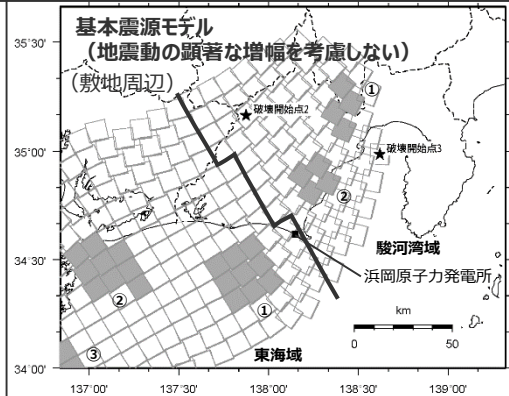 基本震源モデル
（地震動の顕著な増幅を考慮しない）
（敷地周辺）
35˚30'
①
★破壊開始点2
35˚00'
★破壊開始点3
②
駿河湾域
34˚30'
浜岡原子力発電所
②
①
km
0 50
③
東海域
34˚00'
137˚00' 137˚30' 138˚00' 138˚30' 139˚00'